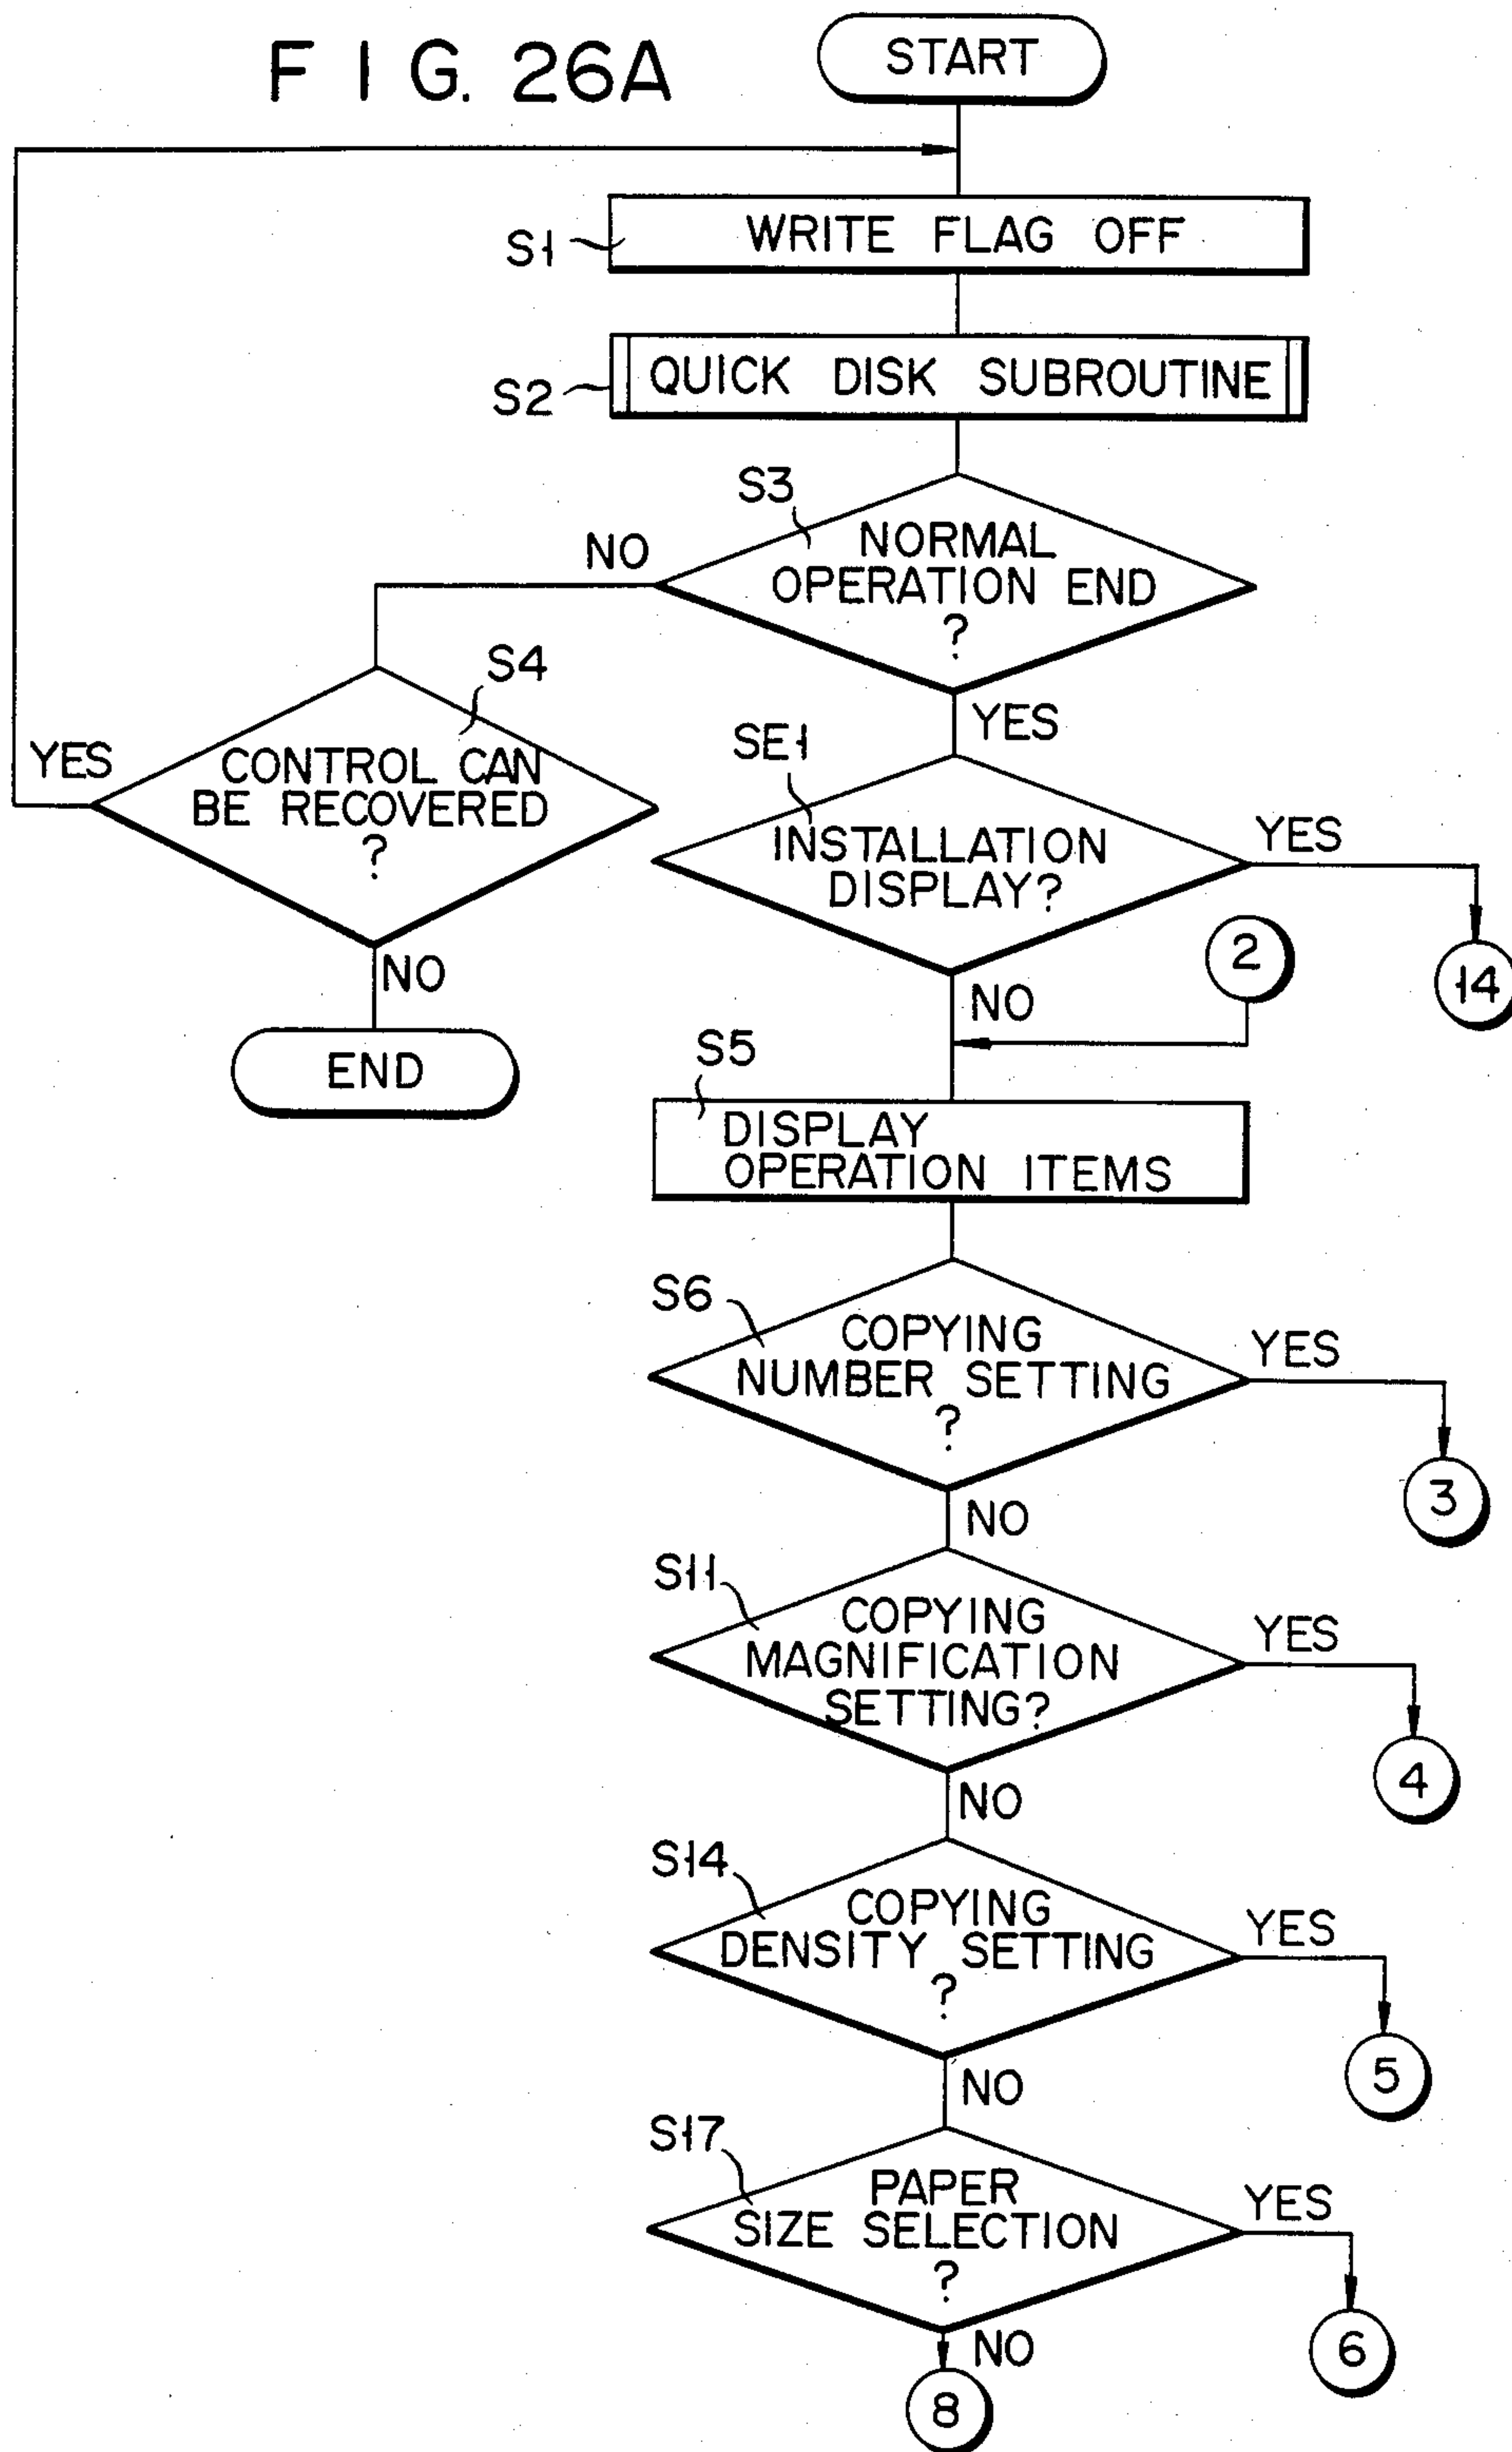 F I G. 26A
START
S1
WRITE FLAG OFF
S2
QUICK DISK SUBROUTINE
S3
NORMAL
OPERATION END
?
NO
YES
S4
CONTROL CAN
BE RECOVERED
?
YES
NO
END
SE1
INSTALLATION
DISPLAY?
YES
14
NO
2
S5
DISPLAY
OPERATION ITEMS
S6
COPYING
NUMBER SETTING
?
YES
3
NO
S11
COPYING
MAGNIFICATION
SETTING?
YES
4
NO
S14
COPYING
DENSITY SETTING
?
YES
5
NO
S17
PAPER
SIZE SELECTION
?
YES
6
NO
8